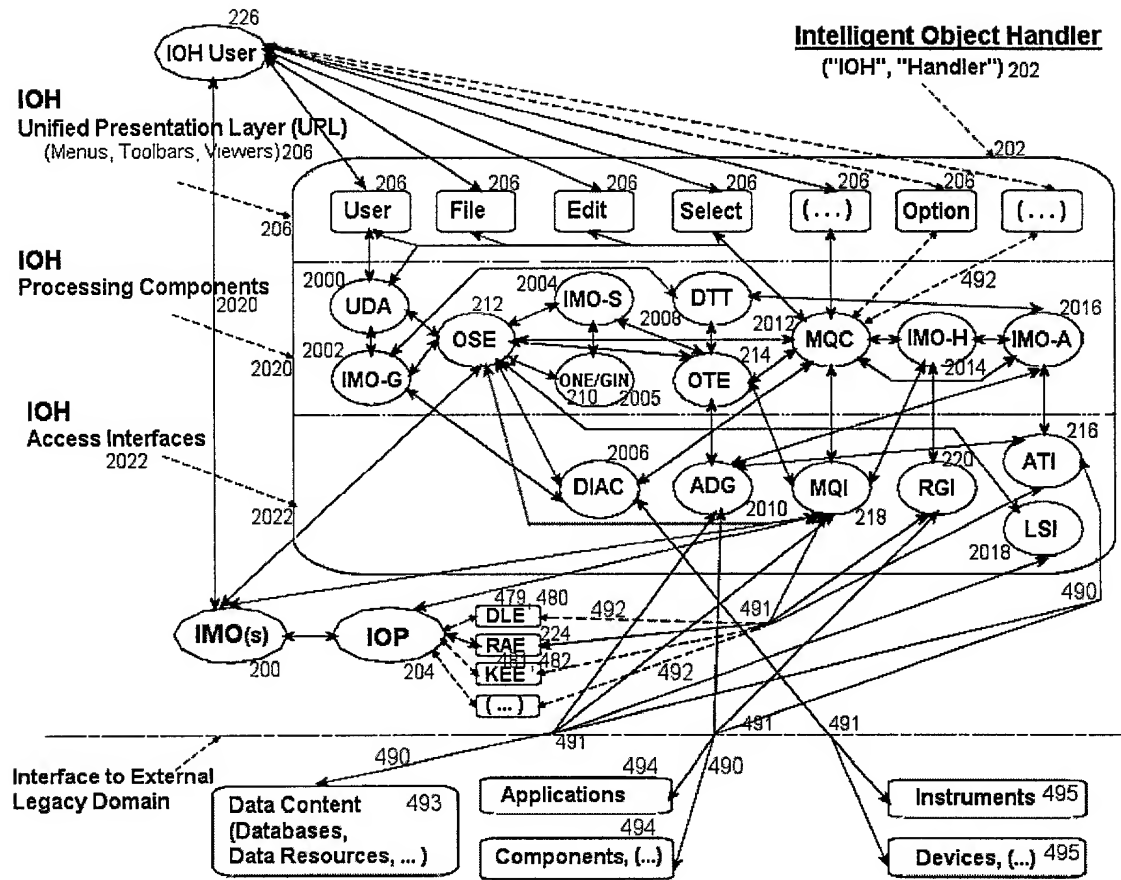 226
IOH User
Intelligent Object Handler
("IOH", "Handler") 202
IOH
Unified Presentation Layer (UPL)
(Menus, Toolbars, Viewers) 206
202
206 206 206 206 206 206
User File Edit Select (...) Option (...)
206
IOH
Processing Components
2020
2000 2004 492
212 IMO-S DTT 2016
UDA 2008 2012
OSE MQC IMO-H IMO-A
2002 214 2014
2020 IMO-G ONE/GIN OTE
210 2005
IOH
Access Interfaces
2022
2006 216
220 ATI
DIAC ADG MQI RGI
2010 218
2022 LSI
2018
479, 480 490
DLE 492 491
IMO(s) IOP RAE 224
481, 482
200 204 KEE 492
(...)
491 491 491
490 490
Interface to External
Legacy Domain
494
Data Content 493 Applications Instruments 495
(Databases, 494
Data Resources, ...) Components, (...) Devices, (...) 495